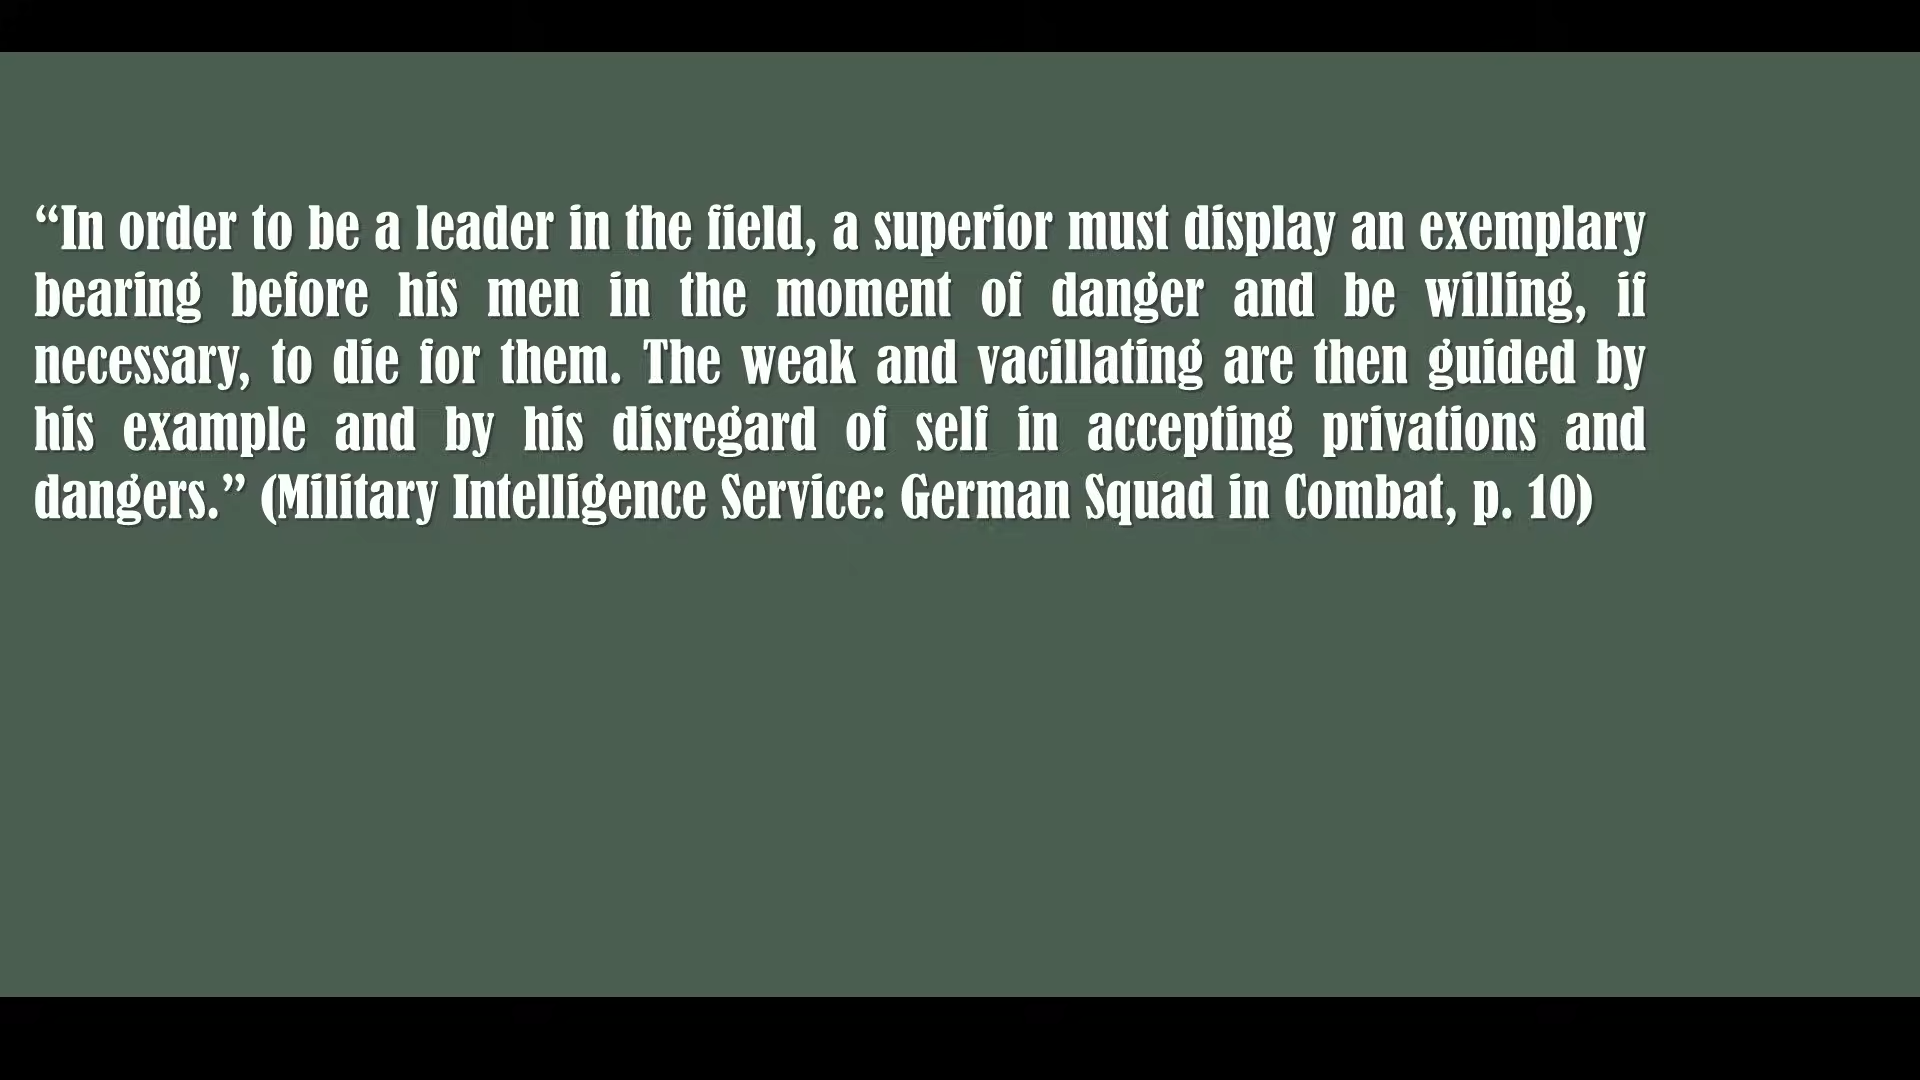 “In order to be a leader in the field, a superior must display an exemplary
bearing before his men in the moment of danger and be willing, if
necessary, to die for them. The weak and vacillating are then guided by
his example and by his disregard of self in accepting privations and
dangers.” (Military Intelligence Service: German Squad in Combat, p. 10)